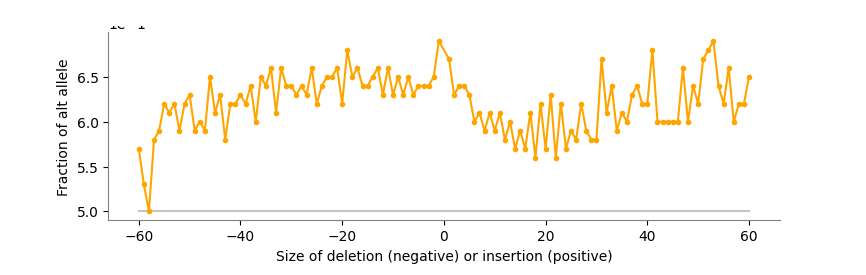 6.5
6.0
5.5
5.0
Fraction of alt allele
−60 −40 −20 0 20 40 60
Size of deletion (negative) or insertion (positive)